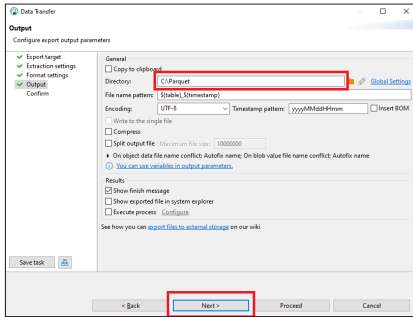 Data Transfer
Output
Configure export output parameters
Export target
Extraction settings
Format settings
Output
Confirm
General
Copy to clipboard
Directory: C:\Parquet Global Settings
File name pattern: ${table}_${timestamp}
Encoding: UTF-8 Timestamp pattern: yyyyMMddHHmm Insert BOM
Write to the single file
Compress
Split output file Maximum file size: 10000000
On object data file name conflict: Autofix name; On blob value file name conflict: Autofix name
You can use variables in output parameters.
Results
Show finish message
Show exported file in system explorer
Execute process Configure
See how you can export files to external storage on our wiki
Save task
< Back Next > Proceed Cancel